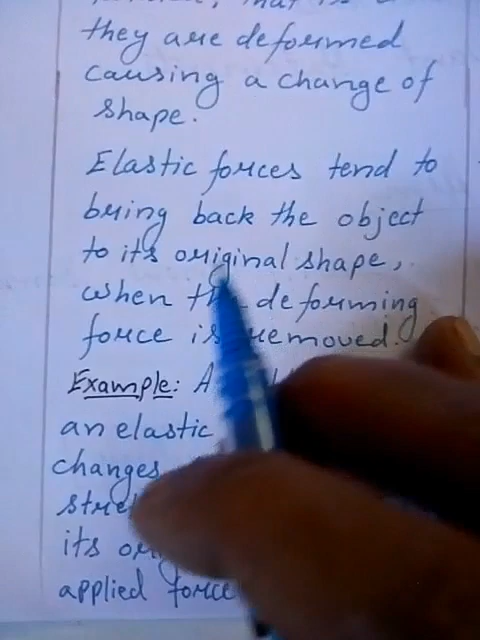 they are deformed
causing a change of
shape.
Elastic forces tend to
bring back the object
to its original shape,
when the deforming
force is removed.
Example: A
an elastic
changes
its
applied force